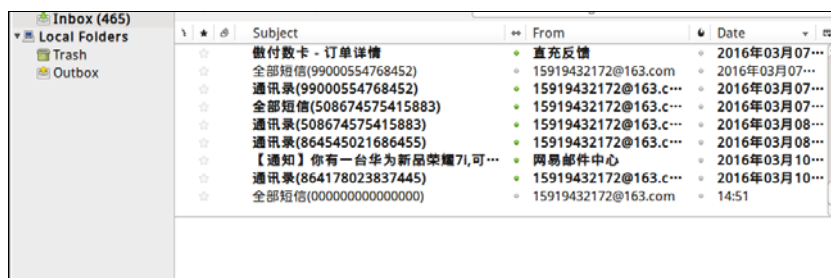 Inbox (465)
Local Folders
Trash
Outbox
Subject From Date
傲付数卡 - 订单详情 直充反馈 2016年03月07…
全部短信(99000554768452) 15919432172@163.com 2016年03月07…
通讯录(99000554768452) 15919432172@163.c… 2016年03月07…
全部短信(508674575415883) 15919432172@163.c… 2016年03月07…
通讯录(508674575415883) 15919432172@163.c… 2016年03月08…
通讯录(864545021686455) 15919432172@163.c… 2016年03月08…
【通知】你有一台华为新品荣耀7i,可… 网易邮件中心 2016年03月10…
通讯录(864178023837445) 15919432172@163.c… 2016年03月10…
全部短信(000000000000000) 15919432172@163.com 14:51